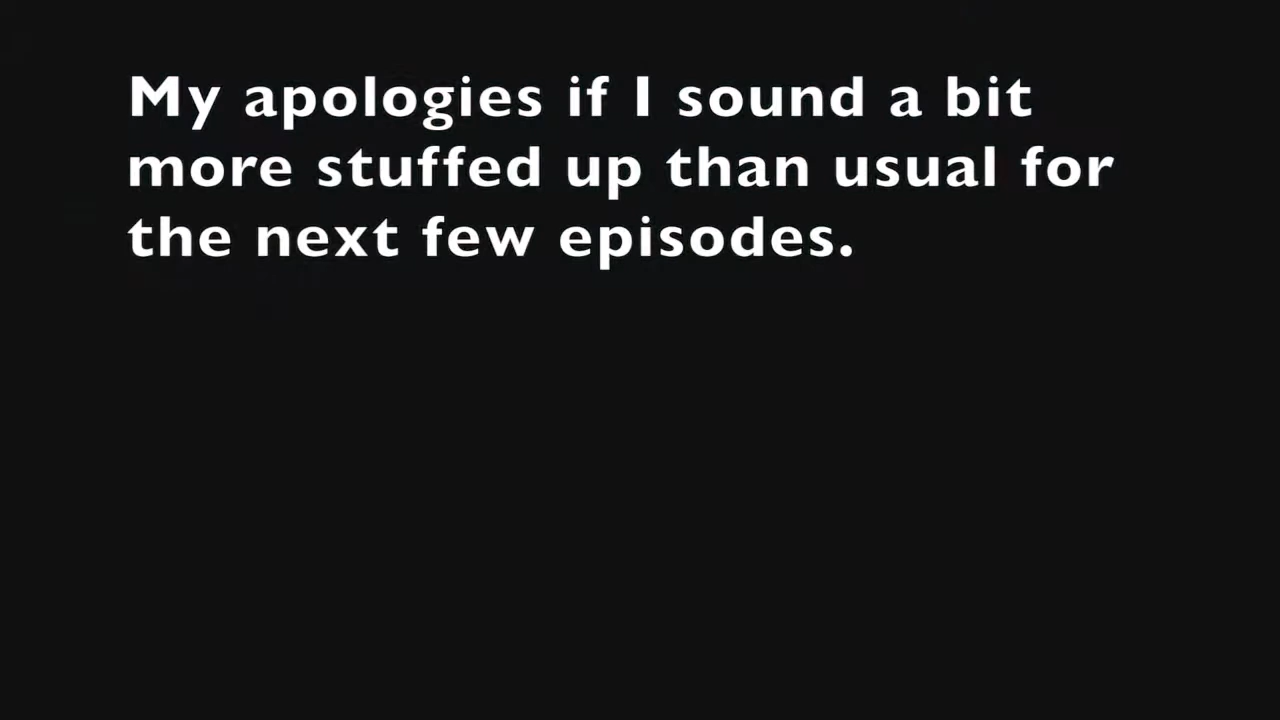 My apologies if I sound a bit
more stuffed up than usual for
the next few episodes.